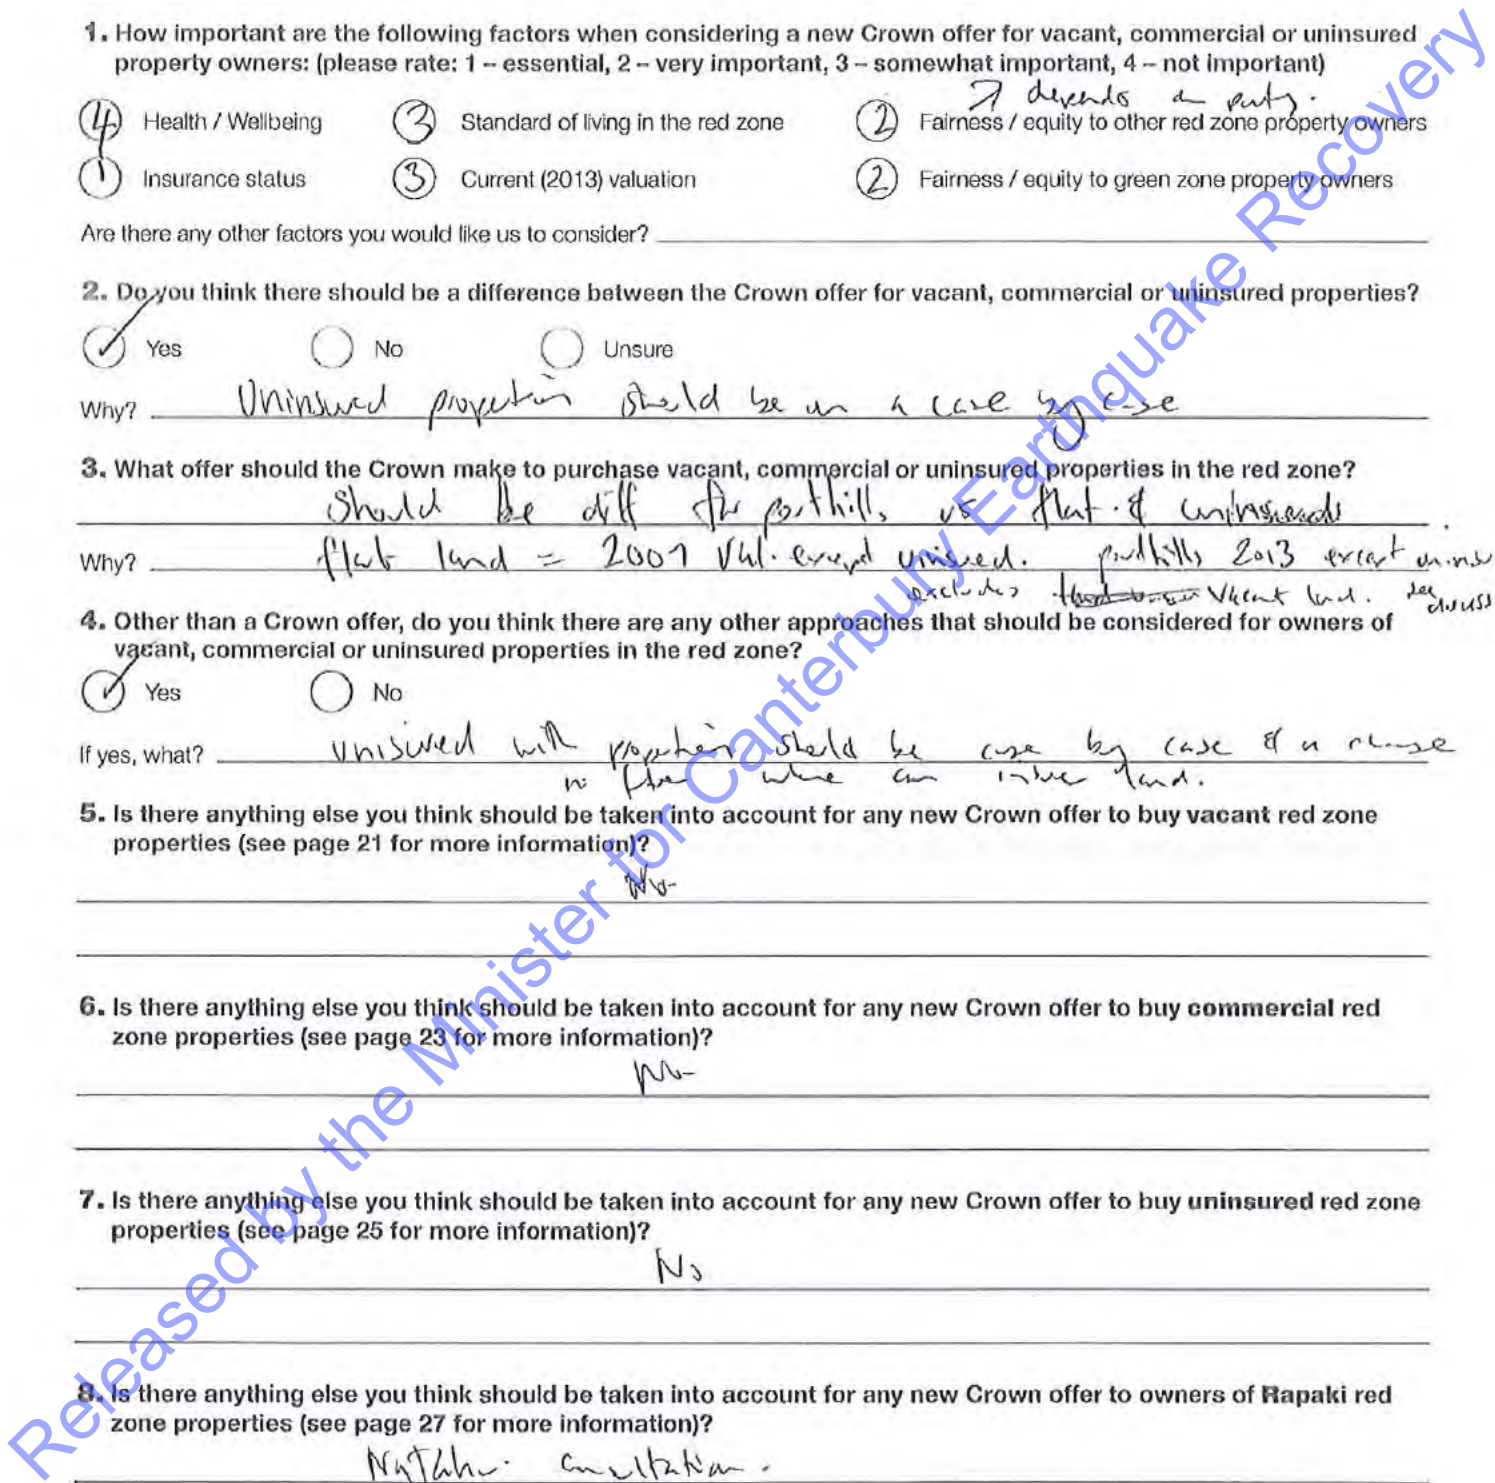 1. How important are the following factors when considering a new Crown offer for vacant, commercial or uninsured
property owners: (please rate: 1 – essential, 2 – very important, 3 – somewhat important, 4 – not important)
depends on
4 Health / Wellbeing 3 Standard of living in the red zone 2 Fairness / equity to other red zone property owners
1 Insurance status 3 Current (2013) valuation 2 Fairness / equity to green zone property owners
Are there any other factors you would like us to consider?
2. Do you think there should be a difference between the Crown offer for vacant, commercial or uninsured properties?
✓ Yes No Unsure
Why? Uninsured properties should be on a case by case
3. What offer should the Crown make to purchase vacant, commercial or uninsured properties in the red zone?
Should be diff for porthills vs flat & uninsureds
Why? flat land = 2007 val. except porthills 2013 except
excludes vacant land.
4. Other than a Crown offer, do you think there are any other approaches that should be considered for owners of
vacant, commercial or uninsured properties in the red zone?
✓ Yes No
If yes, what? unisured with properties should be case by case &
where can land.
5. Is there anything else you think should be taken into account for any new Crown offer to buy vacant red zone
properties (see page 21 for more information)?
No
6. Is there anything else you think should be taken into account for any new Crown offer to buy commercial red
zone properties (see page 23 for more information)?
No
7. Is there anything else you think should be taken into account for any new Crown offer to buy uninsured red zone
properties (see page 25 for more information)?
No
8. Is there anything else you think should be taken into account for any new Crown offer to owners of Rapaki red
zone properties (see page 27 for more information)?
Consultation.
Released by the Minister for Canterbury Earthquake Recovery